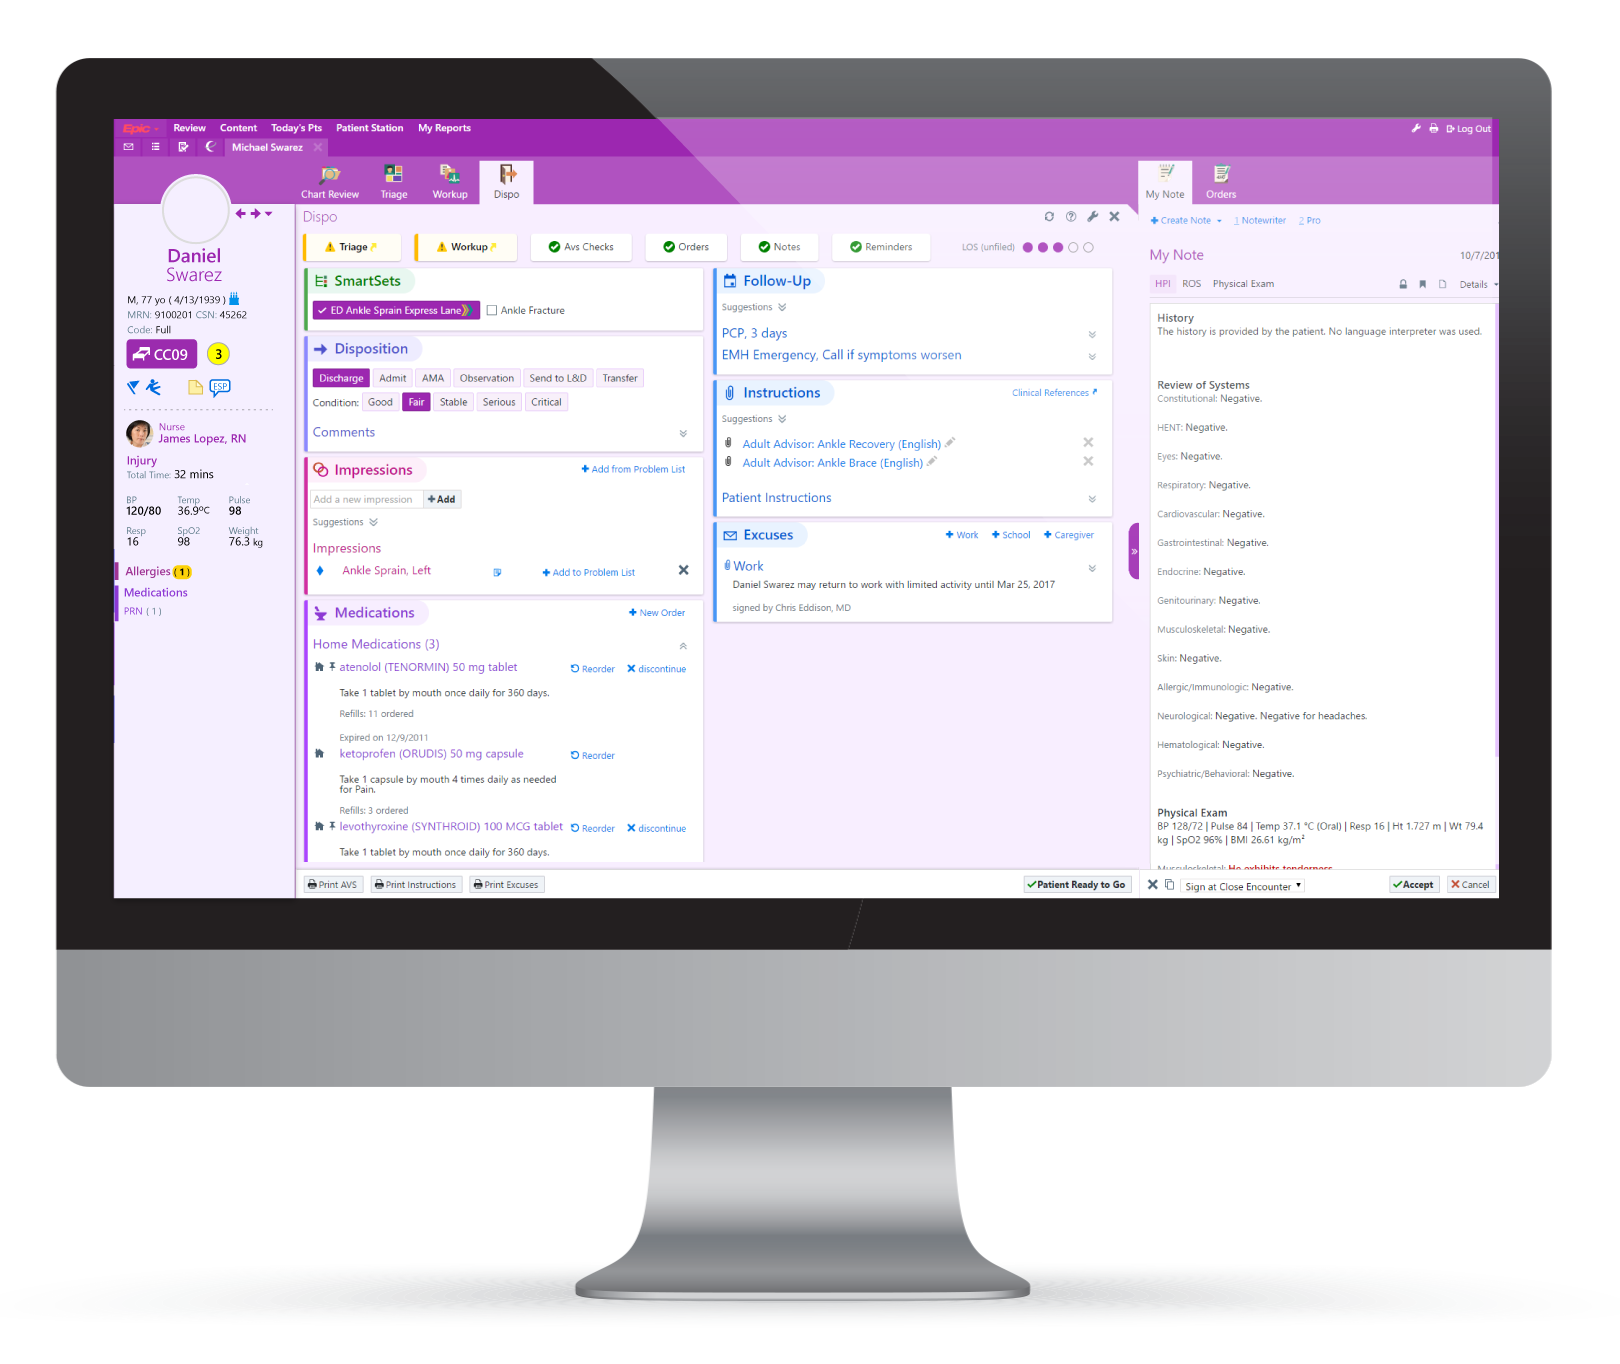 Epic
Review Content Today's Pts Patient Station My Reports
Log Out
Michael Swarez
Chart Review Triage Workup Dispo
My Note Orders
Daniel
Swarez
M, 77 yo ( 4/13/1939 )
MRN: 9100201 CSN: 45262
Code: Full
CC09 3
ESP
Nurse
James Lopez, RN
Injury
Total Time: 32 mins
BP Temp Pulse
120/80 36.9ºC 98
Resp SpO2 Weight
16 98 76.3 kg
Allergies (1)
Medications
PRN ( 1 )
Dispo
Triage Workup Avs Checks Orders Notes Reminders LOS (unfiled)
SmartSets
ED Ankle Sprain Express Lane Ankle Fracture
Disposition
Discharge Admit AMA Observation Send to L&D Transfer
Condition: Good Fair Stable Serious Critical
Comments
Impressions
+ Add from Problem List
Add a new impression + Add
Suggestions
Impressions
Ankle Sprain, Left + Add to Problem List
Medications
+ New Order
Home Medications (3)
atenolol (TENORMIN) 50 mg tablet Reorder discontinue
Take 1 tablet by mouth once daily for 360 days.
Refills: 11 ordered
Expired on 12/9/2011
ketoprofen (ORUDIS) 50 mg capsule Reorder
Take 1 capsule by mouth 4 times daily as needed
for Pain.
Refills: 3 ordered
levothyroxine (SYNTHROID) 100 MCG tablet Reorder discontinue
Take 1 tablet by mouth once daily for 360 days.
Follow-Up
Suggestions
PCP, 3 days
EMH Emergency, Call if symptoms worsen
Instructions
Clinical References
Suggestions
Adult Advisor: Ankle Recovery (English)
Adult Advisor: Ankle Brace (English)
Patient Instructions
Excuses
+ Work + School + Caregiver
Work
Daniel Swarez may return to work with limited activity until Mar 25, 2017
signed by Chris Eddison, MD
Print AVS Print Instructions Print Excuses
Patient Ready to Go
+ Create Note 1 Notewriter 2 Pro
My Note
10/7/201
HPI ROS Physical Exam
Details
History
The history is provided by the patient. No language interpreter was used.
Review of Systems
Constitutional: Negative.
HENT: Negative.
Eyes: Negative.
Respiratory: Negative.
Cardiovascular: Negative.
Gastrointestinal: Negative.
Endocrine: Negative.
Genitourinary: Negative.
Musculoskeletal: Negative.
Skin: Negative.
Allergic/Immunologic: Negative.
Neurological: Negative. Negative for headaches.
Hematological: Negative.
Psychiatric/Behavioral: Negative.
Physical Exam
BP 128/72 | Pulse 84 | Temp 37.1 °C (Oral) | Resp 16 | Ht 1.727 m | Wt 79.4
kg | SpO2 96% | BMI 26.61 kg/m²
Musculoskeletal: He exhibits tenderness
Sign at Close Encounter
Accept Cancel